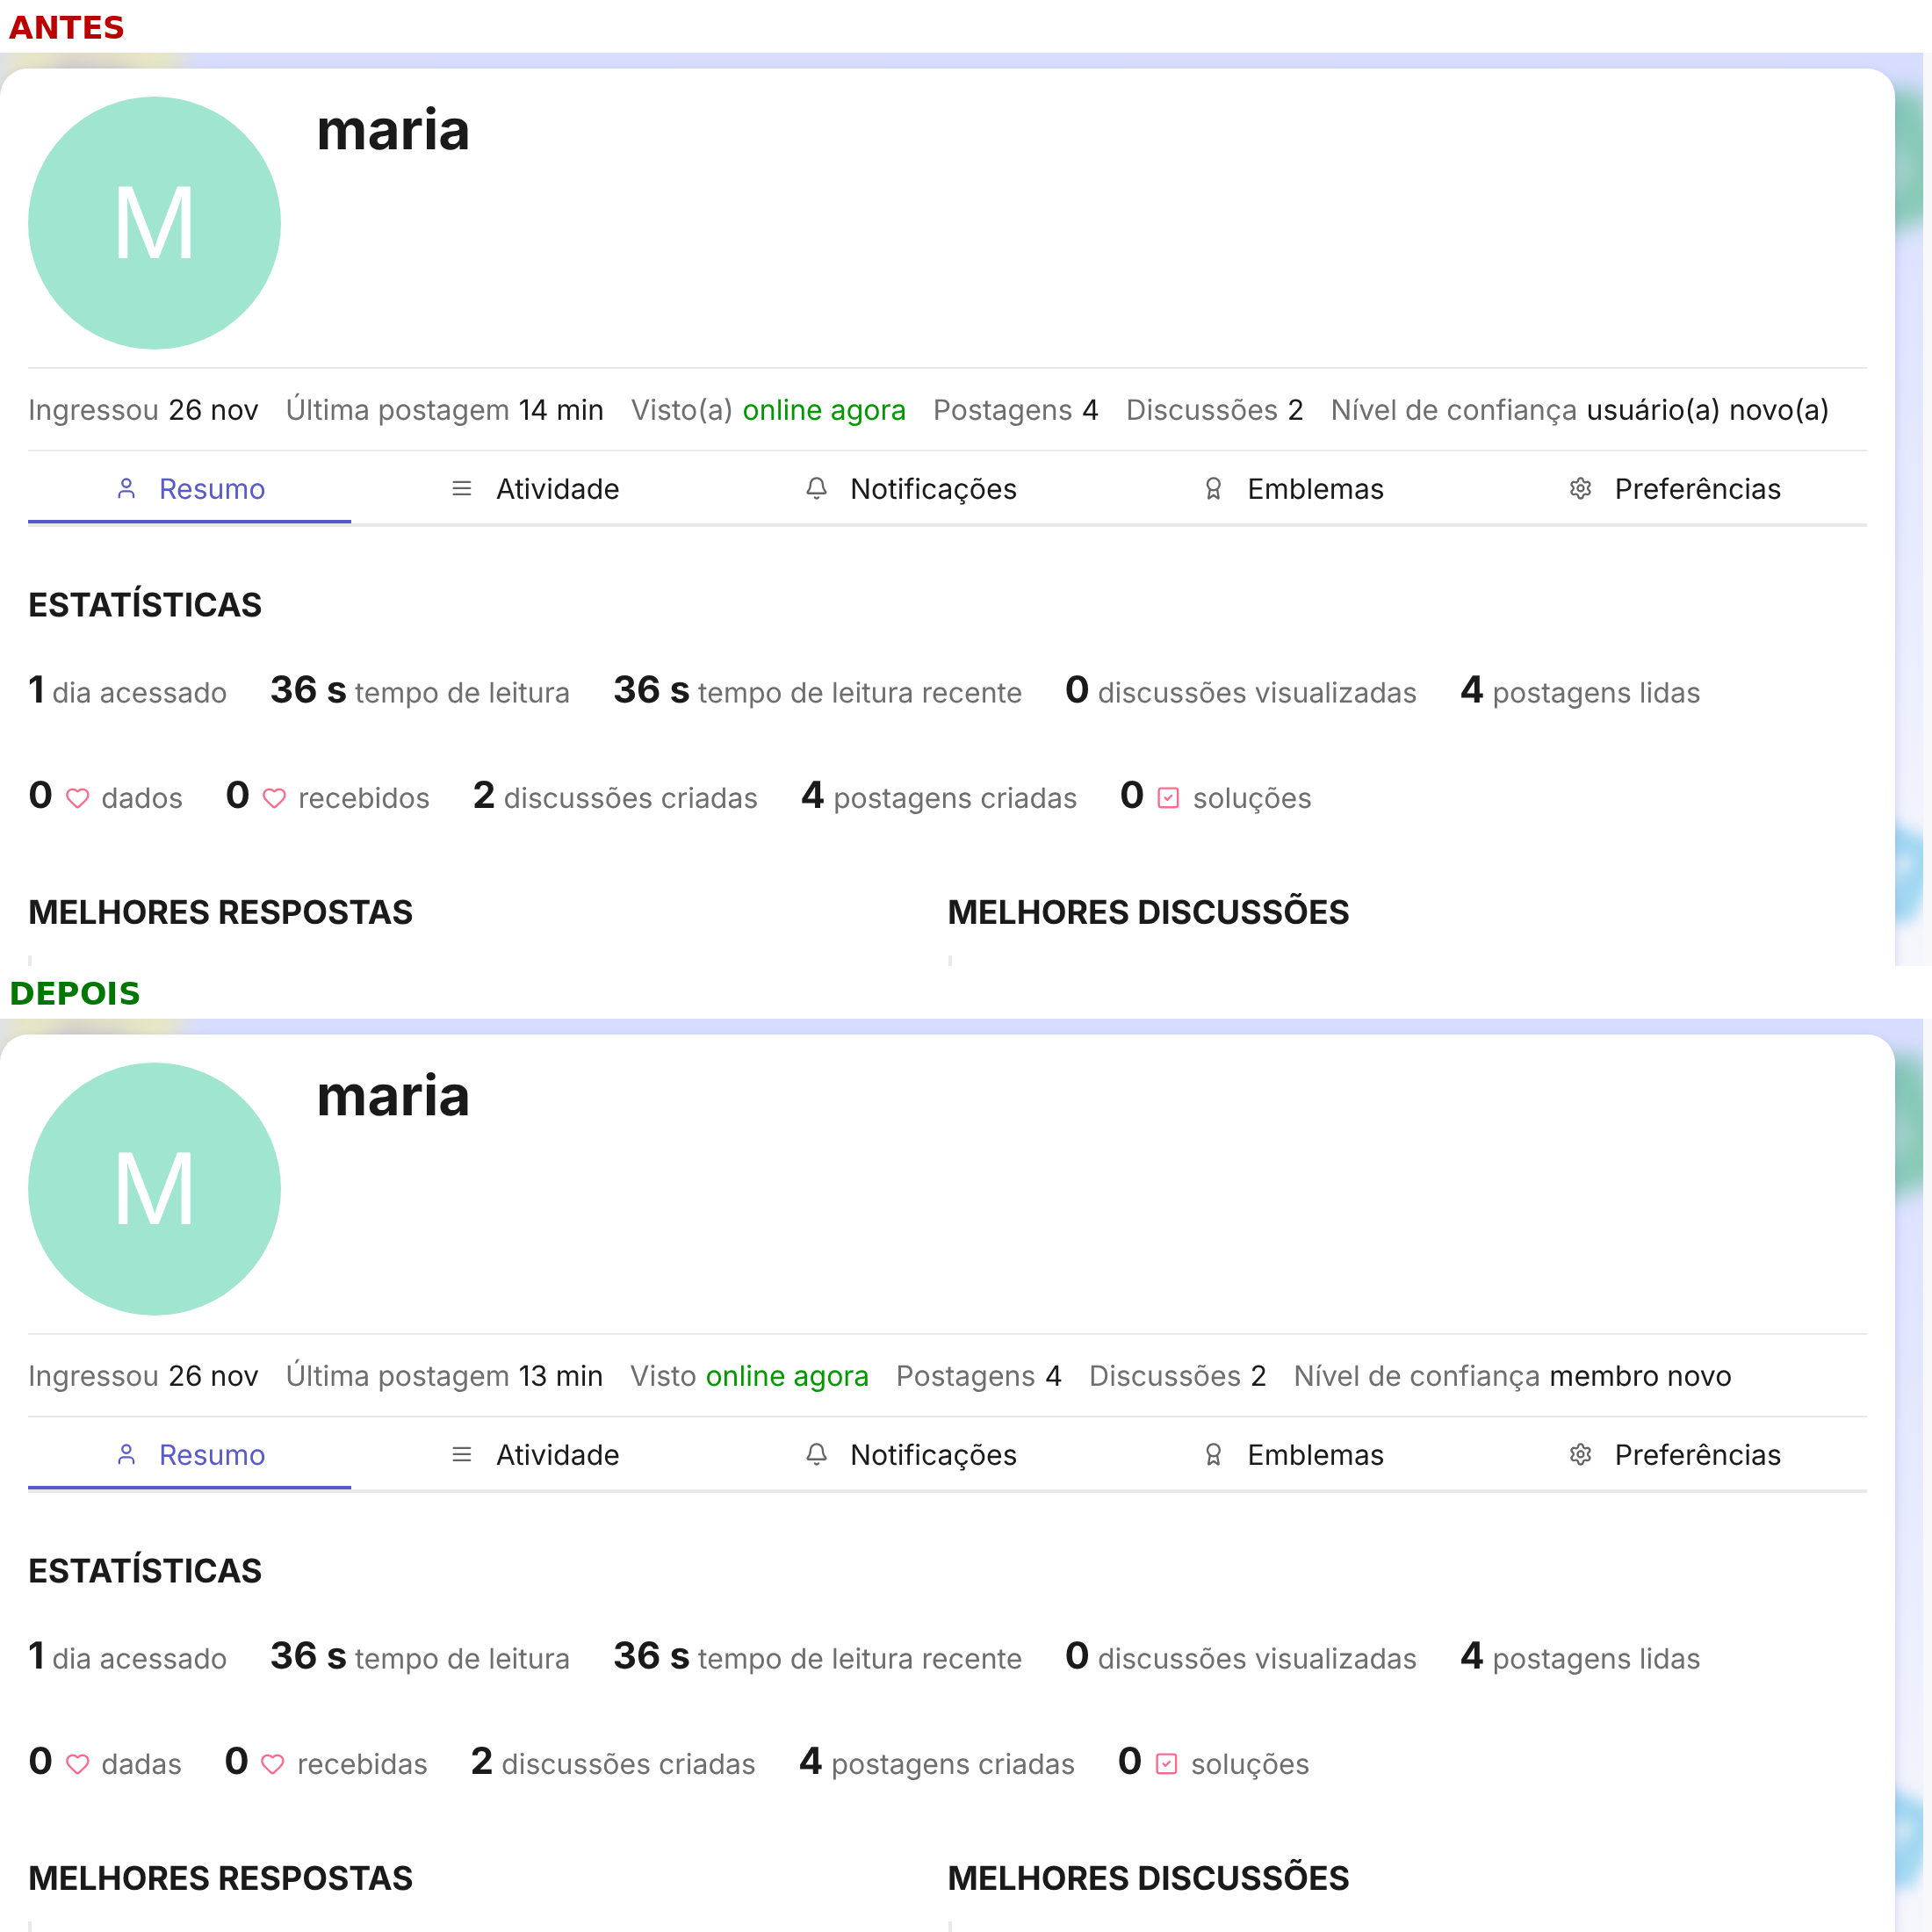 ANTES
maria
M
Ingressou 26 nov Última postagem 14 min Visto(a) online agora Postagens 4 Discussões 2 Nível de confiança usuário(a) novo(a)
Resumo Atividade Notificações Emblemas Preferências
ESTATÍSTICAS
1 dia acessado 36 s tempo de leitura 36 s tempo de leitura recente 0 discussões visualizadas 4 postagens lidas
0 dados 0 recebidos 2 discussões criadas 4 postagens criadas 0 soluções
MELHORES RESPOSTAS MELHORES DISCUSSÕES
DEPOIS
maria
M
Ingressou 26 nov Última postagem 13 min Visto online agora Postagens 4 Discussões 2 Nível de confiança membro novo
Resumo Atividade Notificações Emblemas Preferências
ESTATÍSTICAS
1 dia acessado 36 s tempo de leitura 36 s tempo de leitura recente 0 discussões visualizadas 4 postagens lidas
0 dadas 0 recebidas 2 discussões criadas 4 postagens criadas 0 soluções
MELHORES RESPOSTAS MELHORES DISCUSSÕES